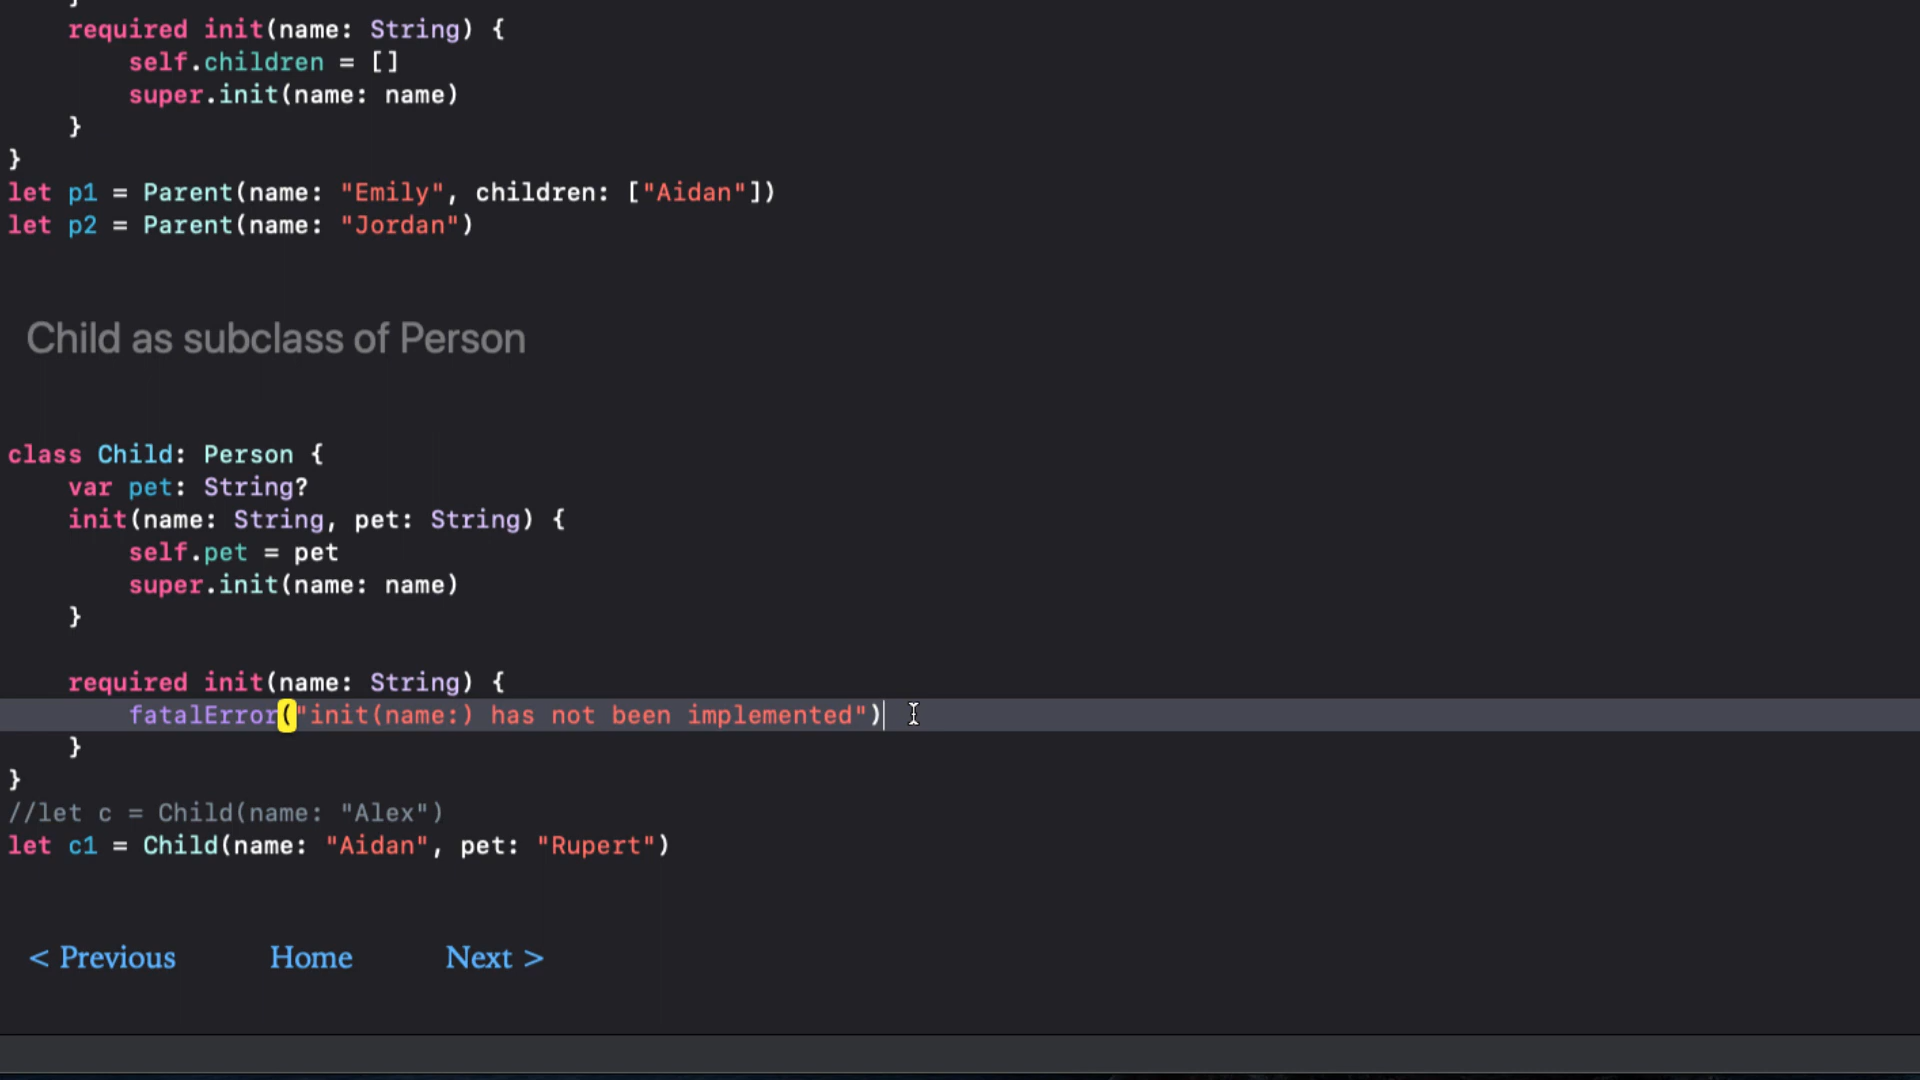 }
required init(name: String) {
self.children = []
super.init(name: name)
}
}
let p1 = Parent(name: "Emily", children: ["Aidan"])
let p2 = Parent(name: "Jordan")
Child as subclass of Person
class Child: Person {
var pet: String?
init(name: String, pet: String) {
self.pet = pet
super.init(name: name)
}
required init(name: String) {
fatalError("init(name:) has not been implemented")
}
}
//let c = Child(name: "Alex")
let c1 = Child(name: "Aidan", pet: "Rupert")
< Previous Home Next >